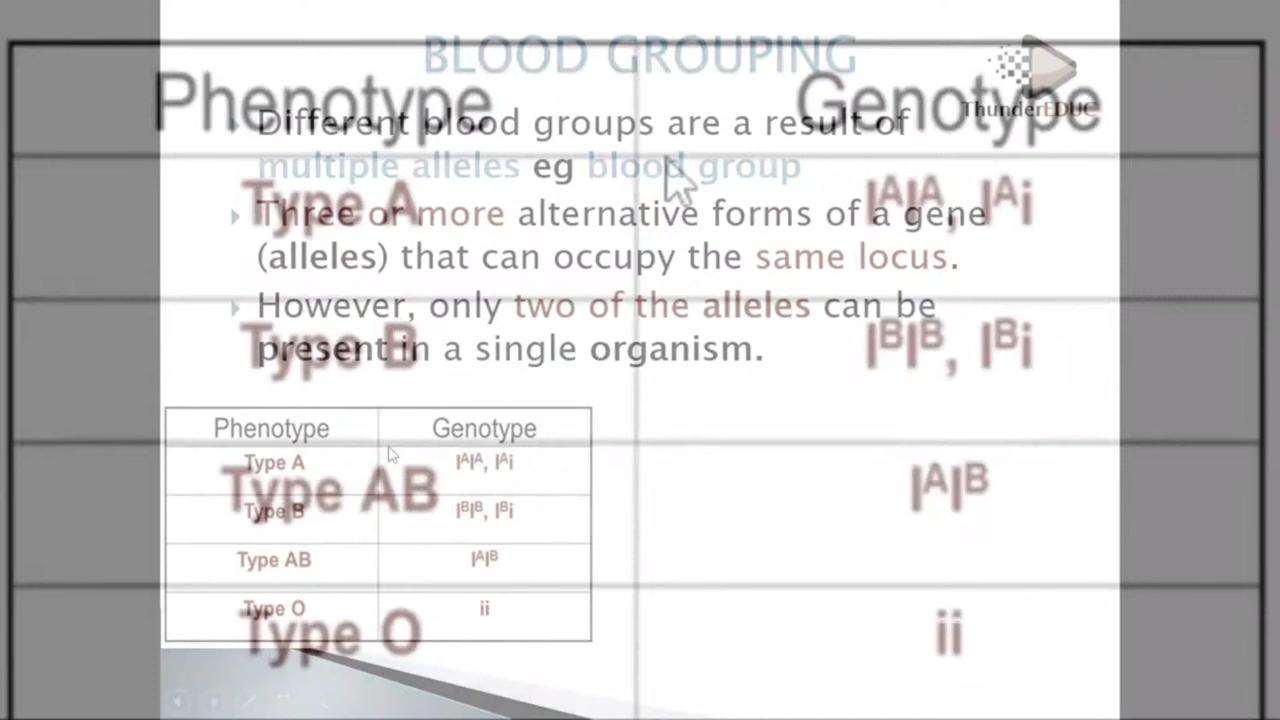 BLOOD GROUPING
ThunderEDUC
Different blood groups are a result of
multiple alleles eg blood group
Three or more alternative forms of a gene
(alleles) that can occupy the same locus.
However, only two of the alleles can be
present in a single organism.
Phenotype Genotype
Type A IᴬIᴬ, Iᴬi
Type B IᴮIᴮ, Iᴮi
Type AB IᴬIᴮ
Type O ii
Phenotype Genotype
Type A IᴬIᴬ, Iᴬi
Type B IᴮIᴮ, Iᴮi
Type AB IᴬIᴮ
Type O ii